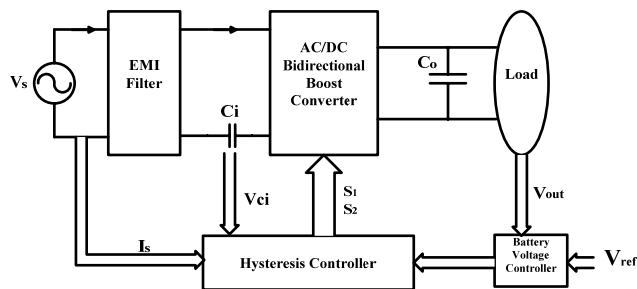 EMI
Filter
AC/DC
Bidirectional
Boost
Converter
Co
Load
Vs
Ci
Vci
S1
S2
Vout
Is
Hysteresis Controller
Battery
Voltage
Controller
Vref